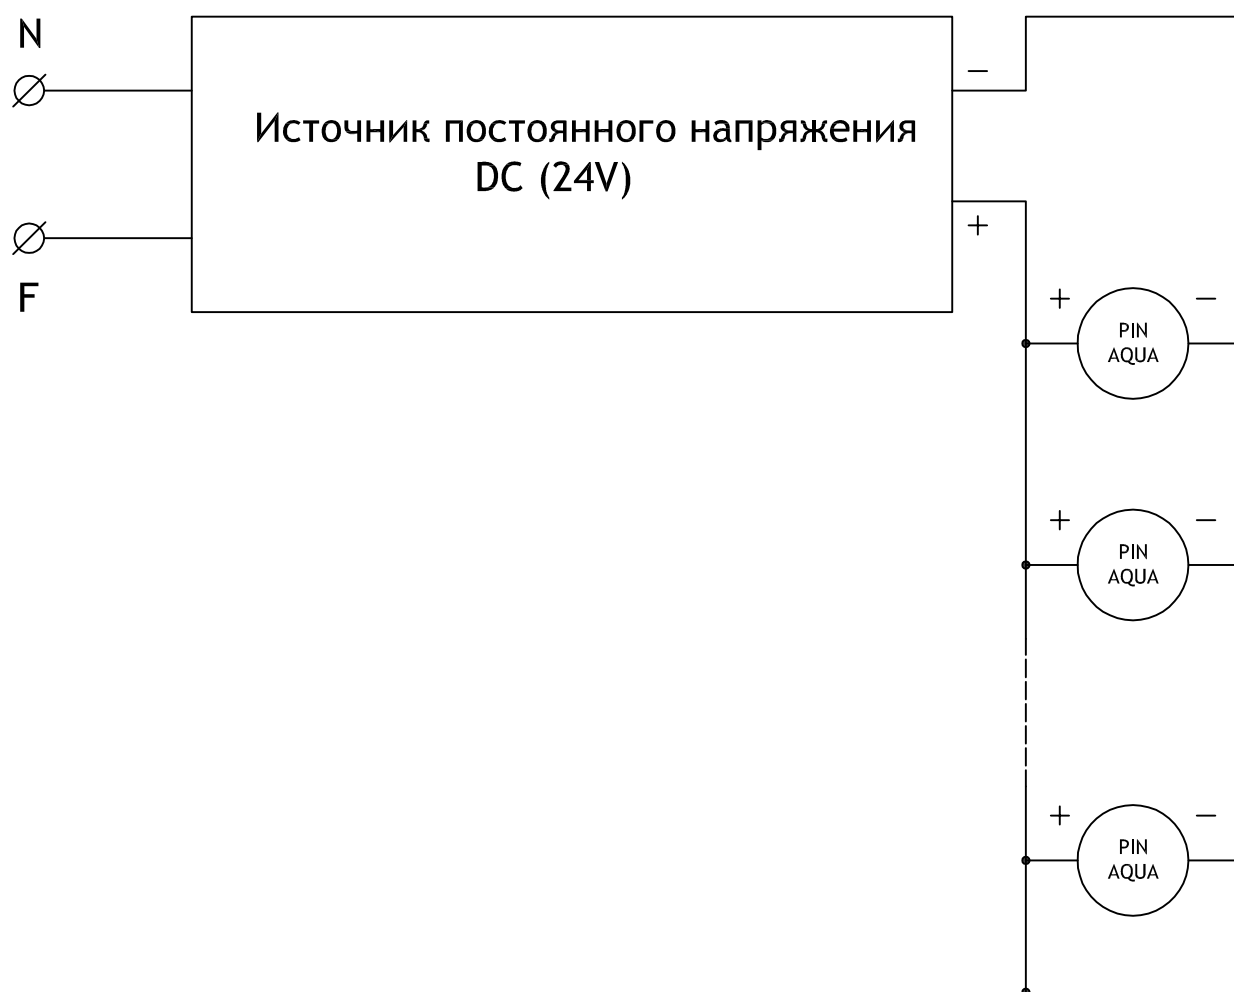 N
−
Источник постоянного напряжения
DC (24V)
+
F
+ −
PIN
AQUA
+ −
PIN
AQUA
+ −
PIN
AQUA